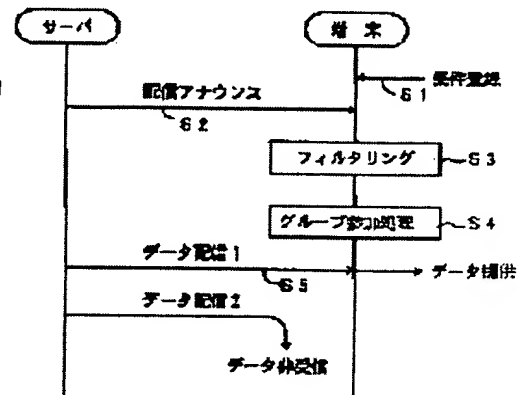 サーバ
端末
条件登録
S1
配信アナウンス
S2
フィルタリング
S3
グループ参加処理
S4
データ配信1
S5
データ提供
データ配信2
データ非受信